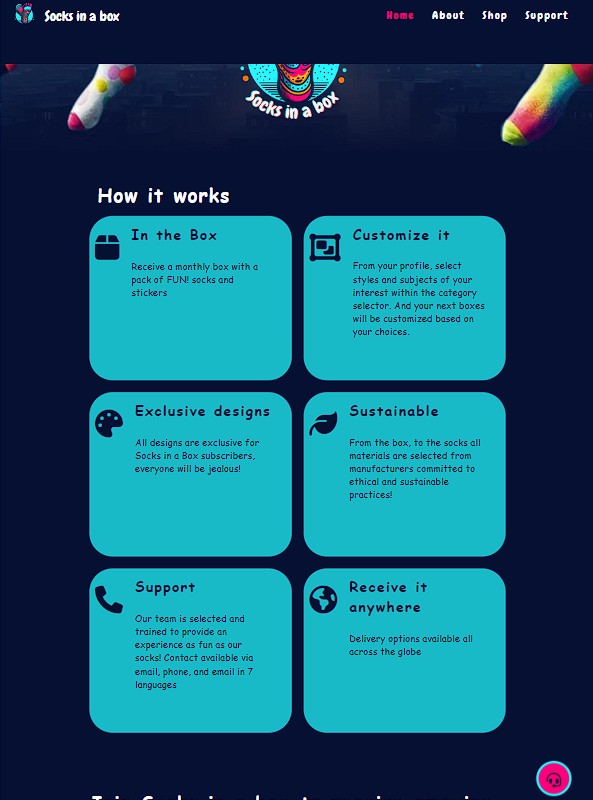 Socks in a box
Home About Shop Support
Socks in a box
How it works
In the Box
Receive a monthly box with a
pack of FUN! socks and
stickers
Customize it
From your profile, select
styles and subjects of your
interest within the category
selector. And your next boxes
will be customized based on
your choices.
Exclusive designs
All designs are exclusive for
Socks in a Box subscribers,
everyone will be jealous!
Sustainable
From the box, to the socks all
materials are selected from
manufacturers committed to
ethical and sustainable
practices!
Support
Our team is selected and
trained to provide an
experience as fun as our
socks! Contact available via
email, phone, and email in 7
languages
Receive it
anywhere
Delivery options available all
across the globe